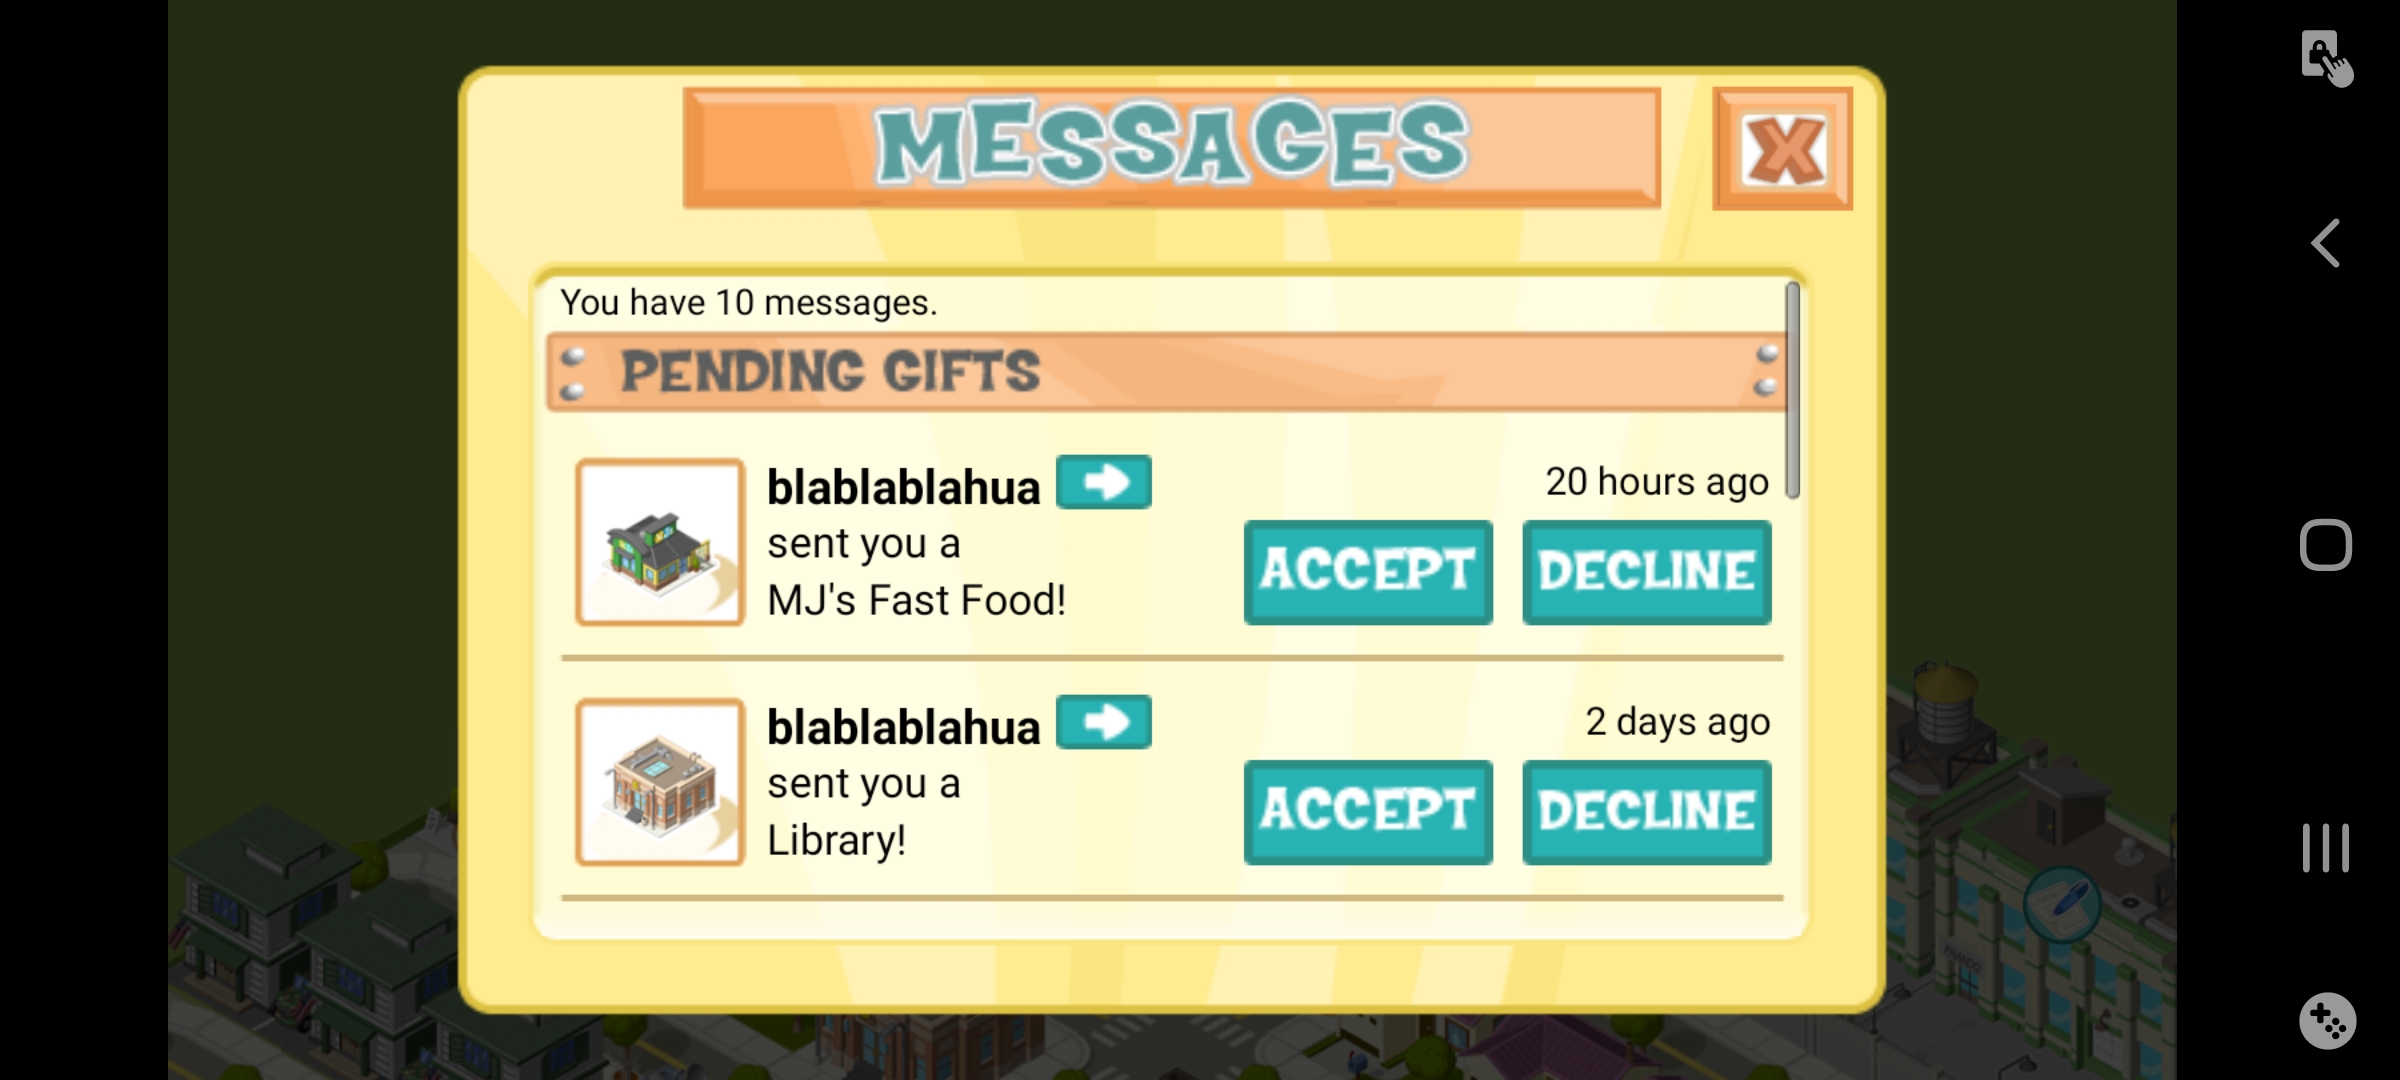 MESSAGES
X
You have 10 messages.
PENDING GIFTS
blablablahua
20 hours ago
sent you a
MJ's Fast Food!
ACCEPT
DECLINE
blablablahua
2 days ago
sent you a
Library!
ACCEPT
DECLINE